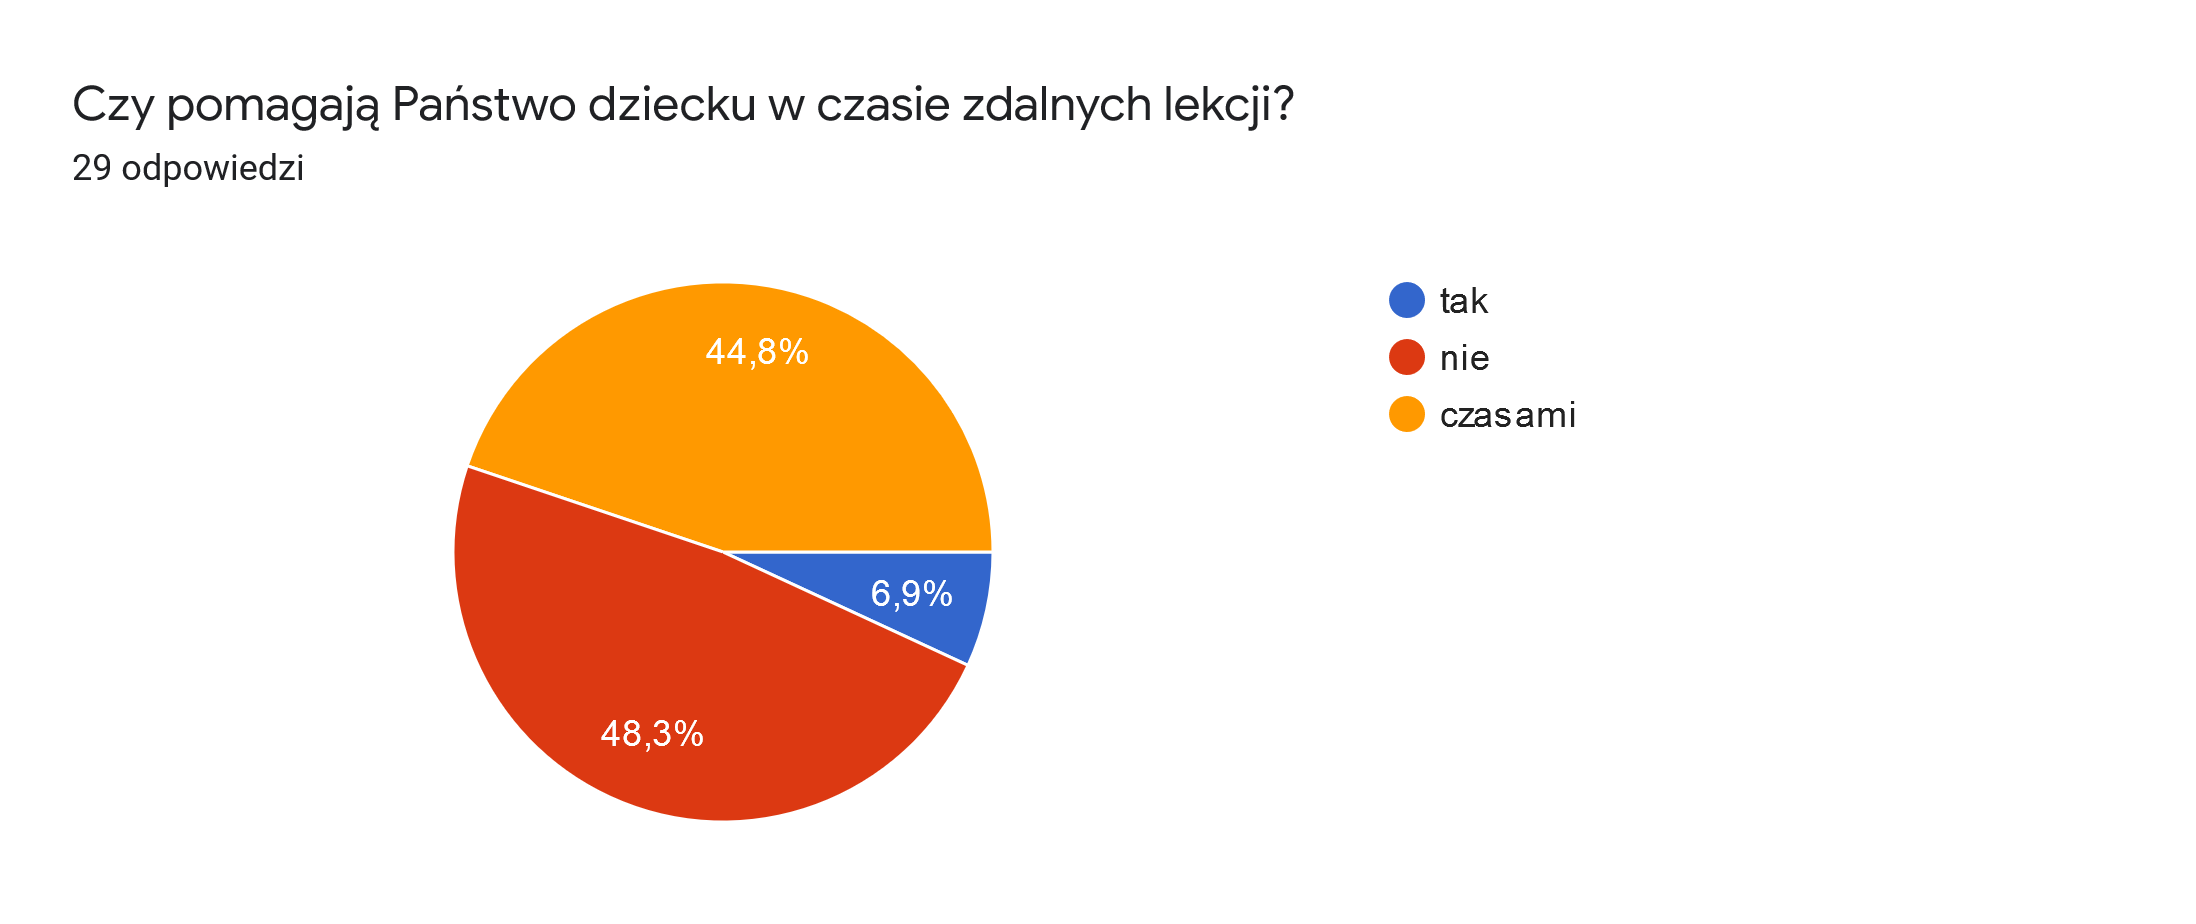 Czy pomagają Państwo dziecku w czasie zdalnych lekcji?
29 odpowiedzi
44,8%
6,9%
48,3%
tak
nie
czasami